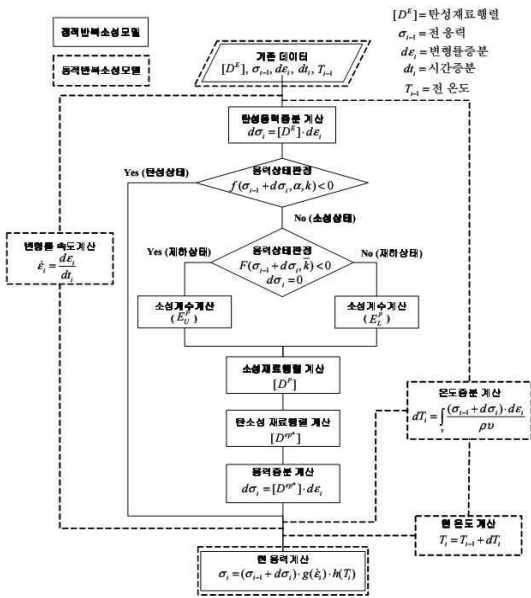 정적반복소성모델
동적반복소성모델
기존 데이터
[D^E], σ_{i-1}, dε_i, dt_i, T_{i-1}
[D^E]=탄성재료행렬
σ_{i-1}=전 응력
dε_i=변형률증분
dt_i=시간증분
T_{i-1}=전 온도
탄성응력증분 계산
dσ_i=[D^E]·dε_i
Yes (탄성상태)
응력상태판정
f(σ_{i-1}+dσ_i,α,k)<0
No (소성상태)
변형률 속도계산
ε̇_i=dε_i/dt_i
Yes (제하상태)
응력상태판정
F(σ_{i-1}+dσ_i,k̄)<0
dσ_i=0
No (재하상태)
소성계수계산
(E_U^P)
소성계수계산
(E_L^P)
소성재료행렬 계산
[D^P]
탄소성 재료행렬 계산
[D^{ep*}]
응력증분 계산
dσ_i=[D^{ep*}]·dε_i
온도증분 계산
dT_i=∫_v (σ_{i-1}+dσ_i)·dε_i/ρυ
현 온도 계산
T_i=T_{i-1}+dT_i
현 응력계산
σ_i=(σ_{i-1}+dσ_i)·g(ε̇_i)·h(T_i)